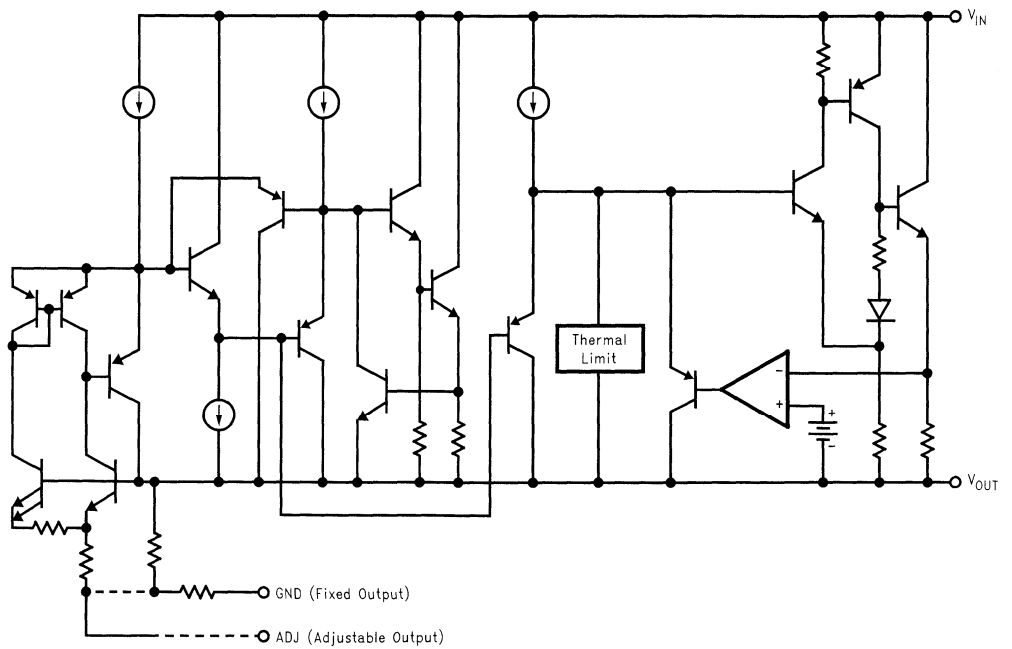 V_IN
Thermal
Limit
−
+
+
−
V_OUT
GND (Fixed Output)
ADJ (Adjustable Output)